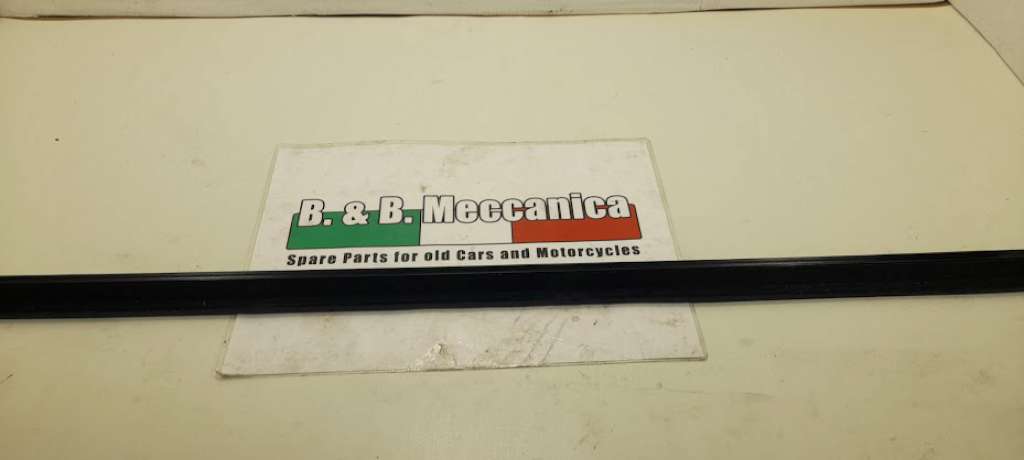 B. & B. Meccanica
Spare Parts for old Cars and Motorcycles